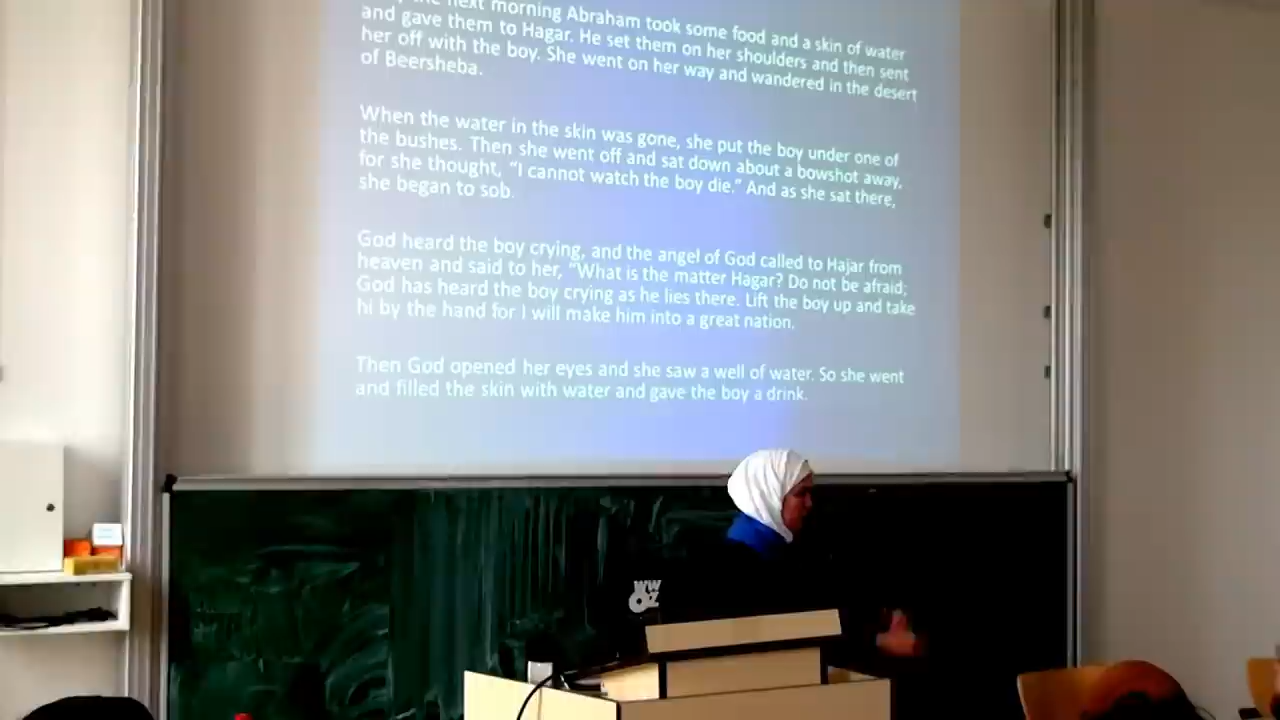 next morning Abraham took some food and a skin of water
and gave them to Hagar. He set them on her shoulders and then sent
her off with the boy. She went on her way and wandered in the desert
of Beersheba.
When the water in the skin was gone, she put the boy under one of
the bushes. Then she went off and sat down about a bowshot away,
for she thought, “I cannot watch the boy die.” And as she sat there,
she began to sob.
God heard the boy crying, and the angel of God called to Hajar from
heaven and said to her, “What is the matter Hagar? Do not be afraid;
God has heard the boy crying as he lies there. Lift the boy up and take
hi by the hand for I will make him into a great nation.
Then God opened her eyes and she saw a well of water. So she went
and filled the skin with water and gave the boy a drink.